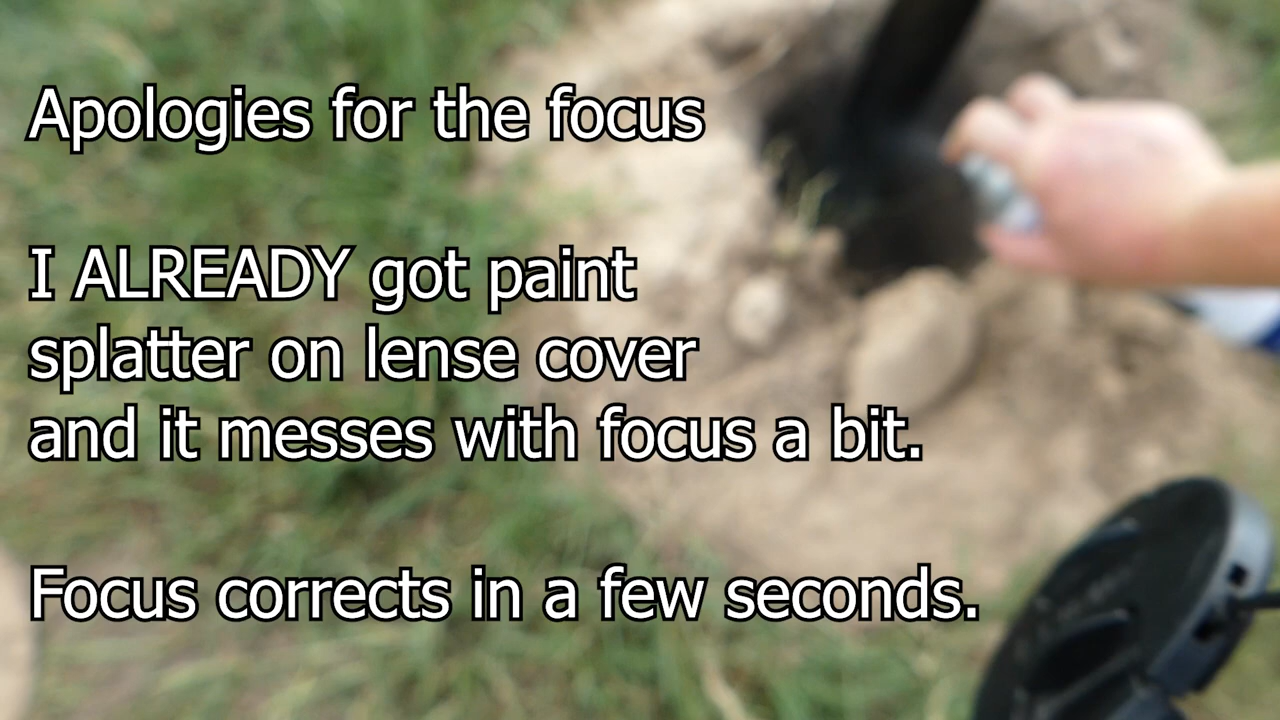 Apologies for the focus
I ALREADY got paint
splatter on lense cover
and it messes with focus a bit.
Focus corrects in a few seconds.